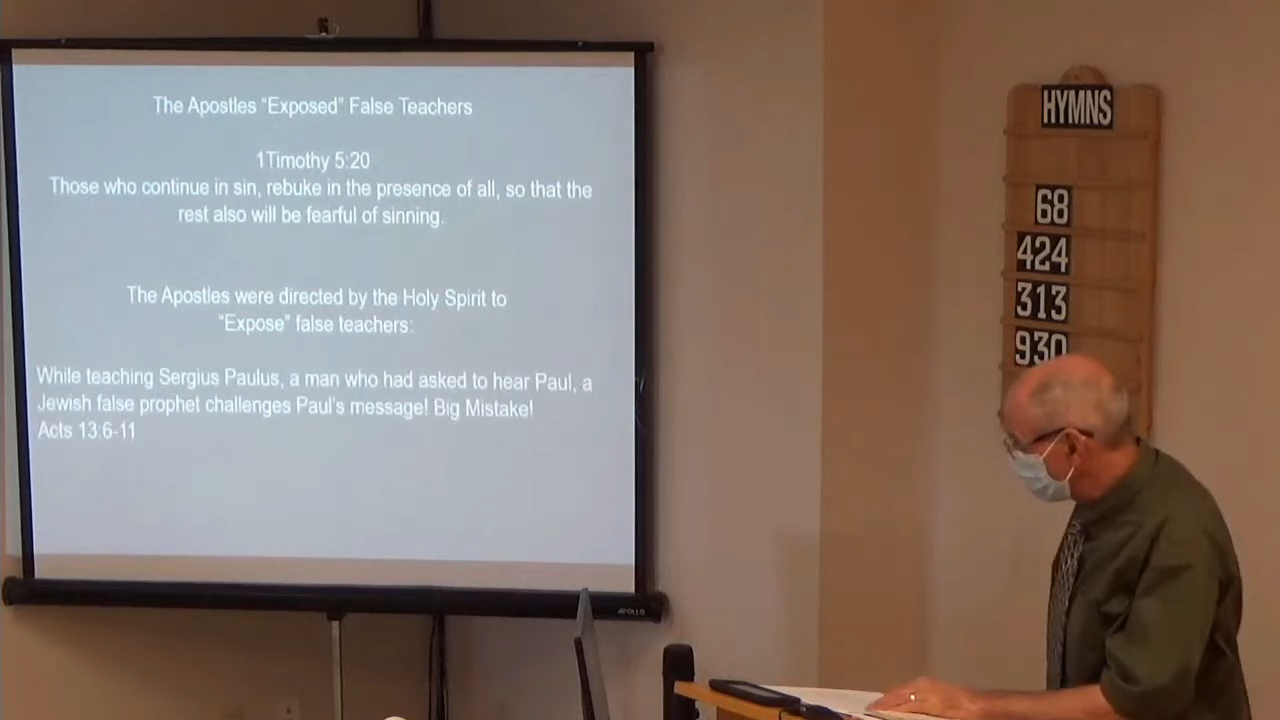 The Apostles “Exposed” False Teachers
1Timothy 5:20
Those who continue in sin, rebuke in the presence of all, so that the
rest also will be fearful of sinning.
The Apostles were directed by the Holy Spirit to
“Expose” false teachers:
While teaching Sergius Paulus, a man who had asked to hear Paul, a
Jewish false prophet challenges Paul's message! Big Mistake!
Acts 13:6-11
APOLLO
HYMNS
68
424
313
930